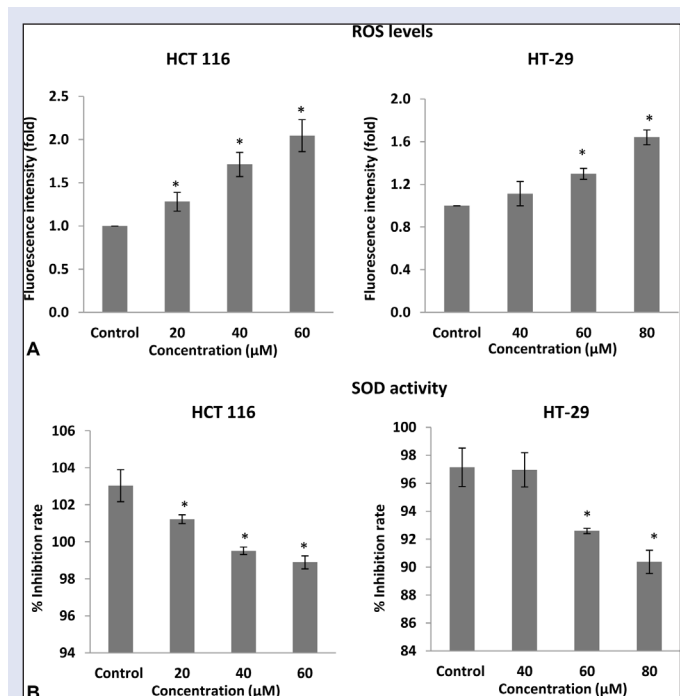 ROS levels
HCT 116
Fluorescence intensity (fold)
2.5
2.0
1.5
1.0
0.5
0.0
* * *
Control 20 40 60
Concentration (µM)
A
HT-29
Fluorescence intensity (fold)
2.0
1.6
1.2
0.8
0.4
0.0
* *
Control 40 60 80
Concentration (µM)
SOD activity
HCT 116
% Inhibition rate
106
104
102
100
98
96
94
* * *
Control 20 40 60
Concentration (µM)
B
HT-29
% Inhibition rate
100
98
96
94
92
90
88
86
84
* *
Control 40 60 80
Concentration (µM)